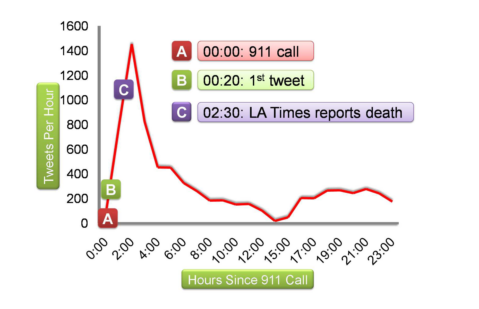 1600
1400
1200
1000
800
600
400
200
0
Tweets Per Hour
A 00:00: 911 call
B 00:20: 1st tweet
C 02:30: LA Times reports death
C
B
A
0:00 2:00 4:00 6:00 8:00 10:00 12:00 15:00 17:00 19:00 21:00 23:00
Hours Since 911 Call